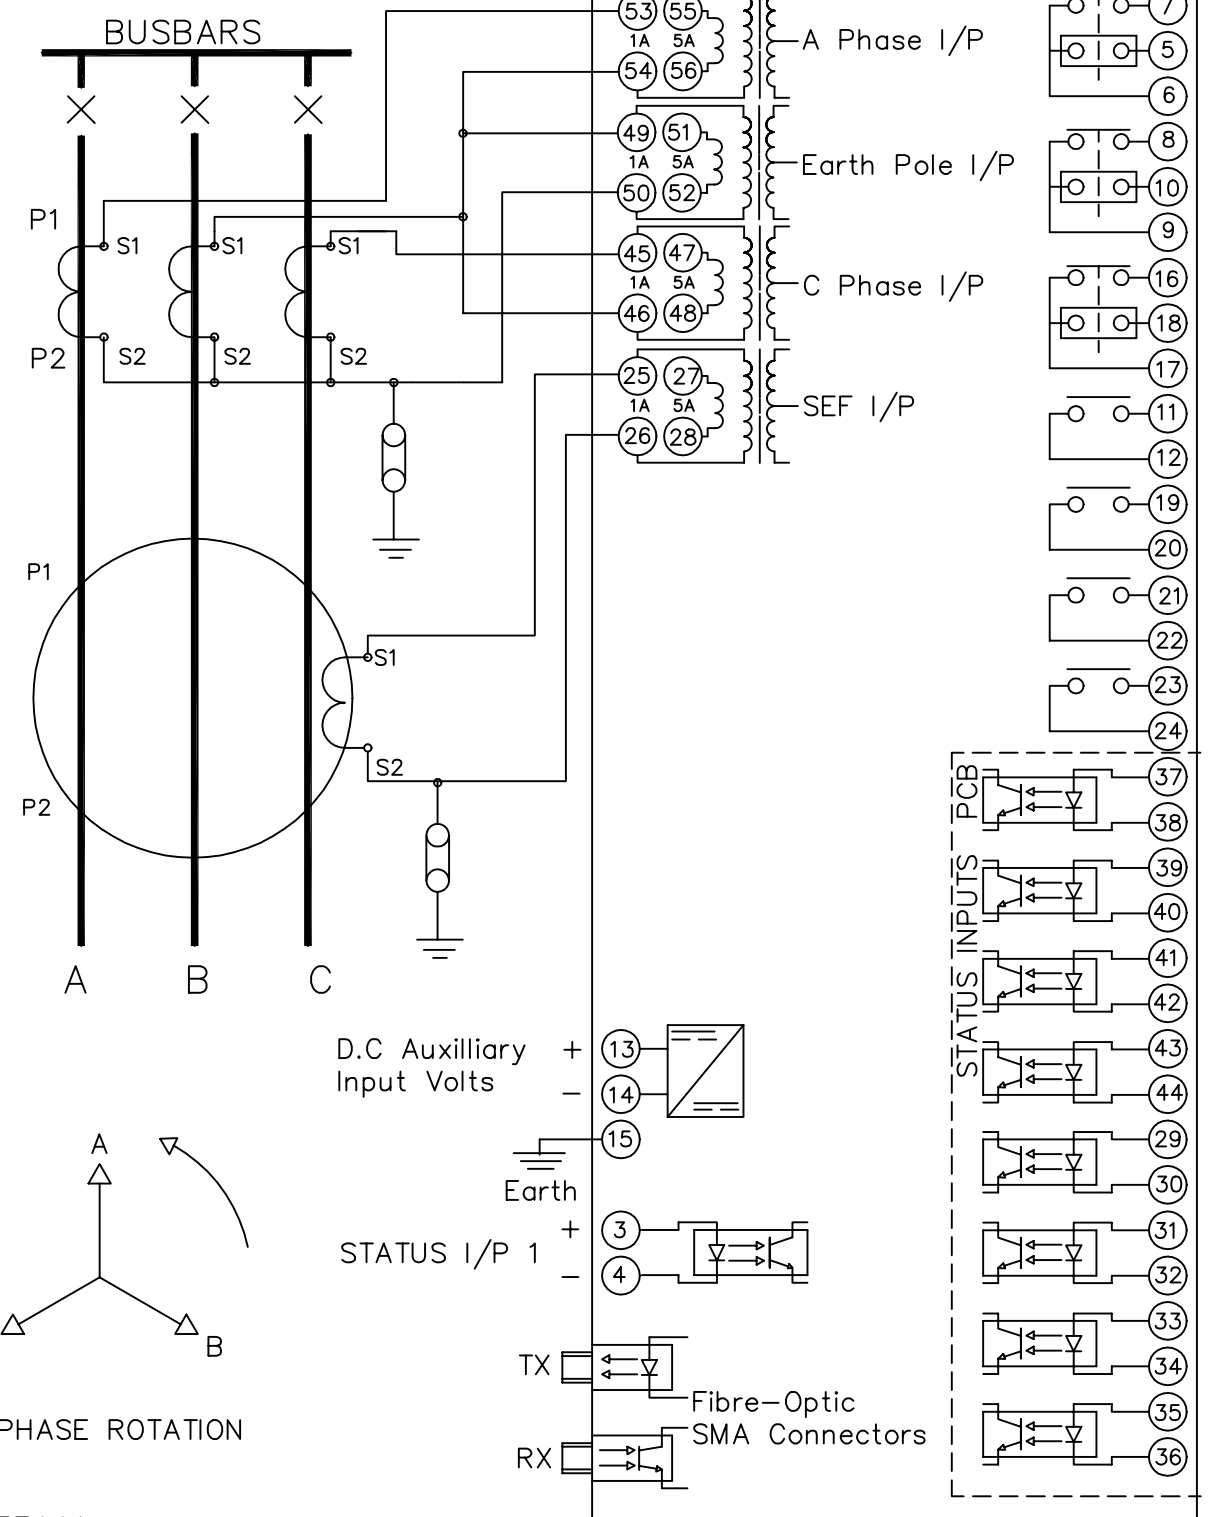 BUSBARS
53 55
1A 5A
54 56
A Phase I/P
49 51
1A 5A
50 52
Earth Pole I/P
45 47
1A 5A
46 48
C Phase I/P
25 27
1A 5A
26 28
SEF I/P
P1
S1
S1
S1
P2
S2
S2
S2
P1
S1
S2
P2
A
B
C
D.C Auxilliary
Input Volts
+
13
−
14
15
Earth
STATUS I/P 1
+
3
−
4
TX
RX
Fibre-Optic
SMA Connectors
A
B
PHASE ROTATION
7
5
6
8
10
9
16
18
17
11
12
19
20
21
22
23
24
STATUS INPUTS PCB
37
38
39
40
41
42
43
44
29
30
31
32
33
34
35
36